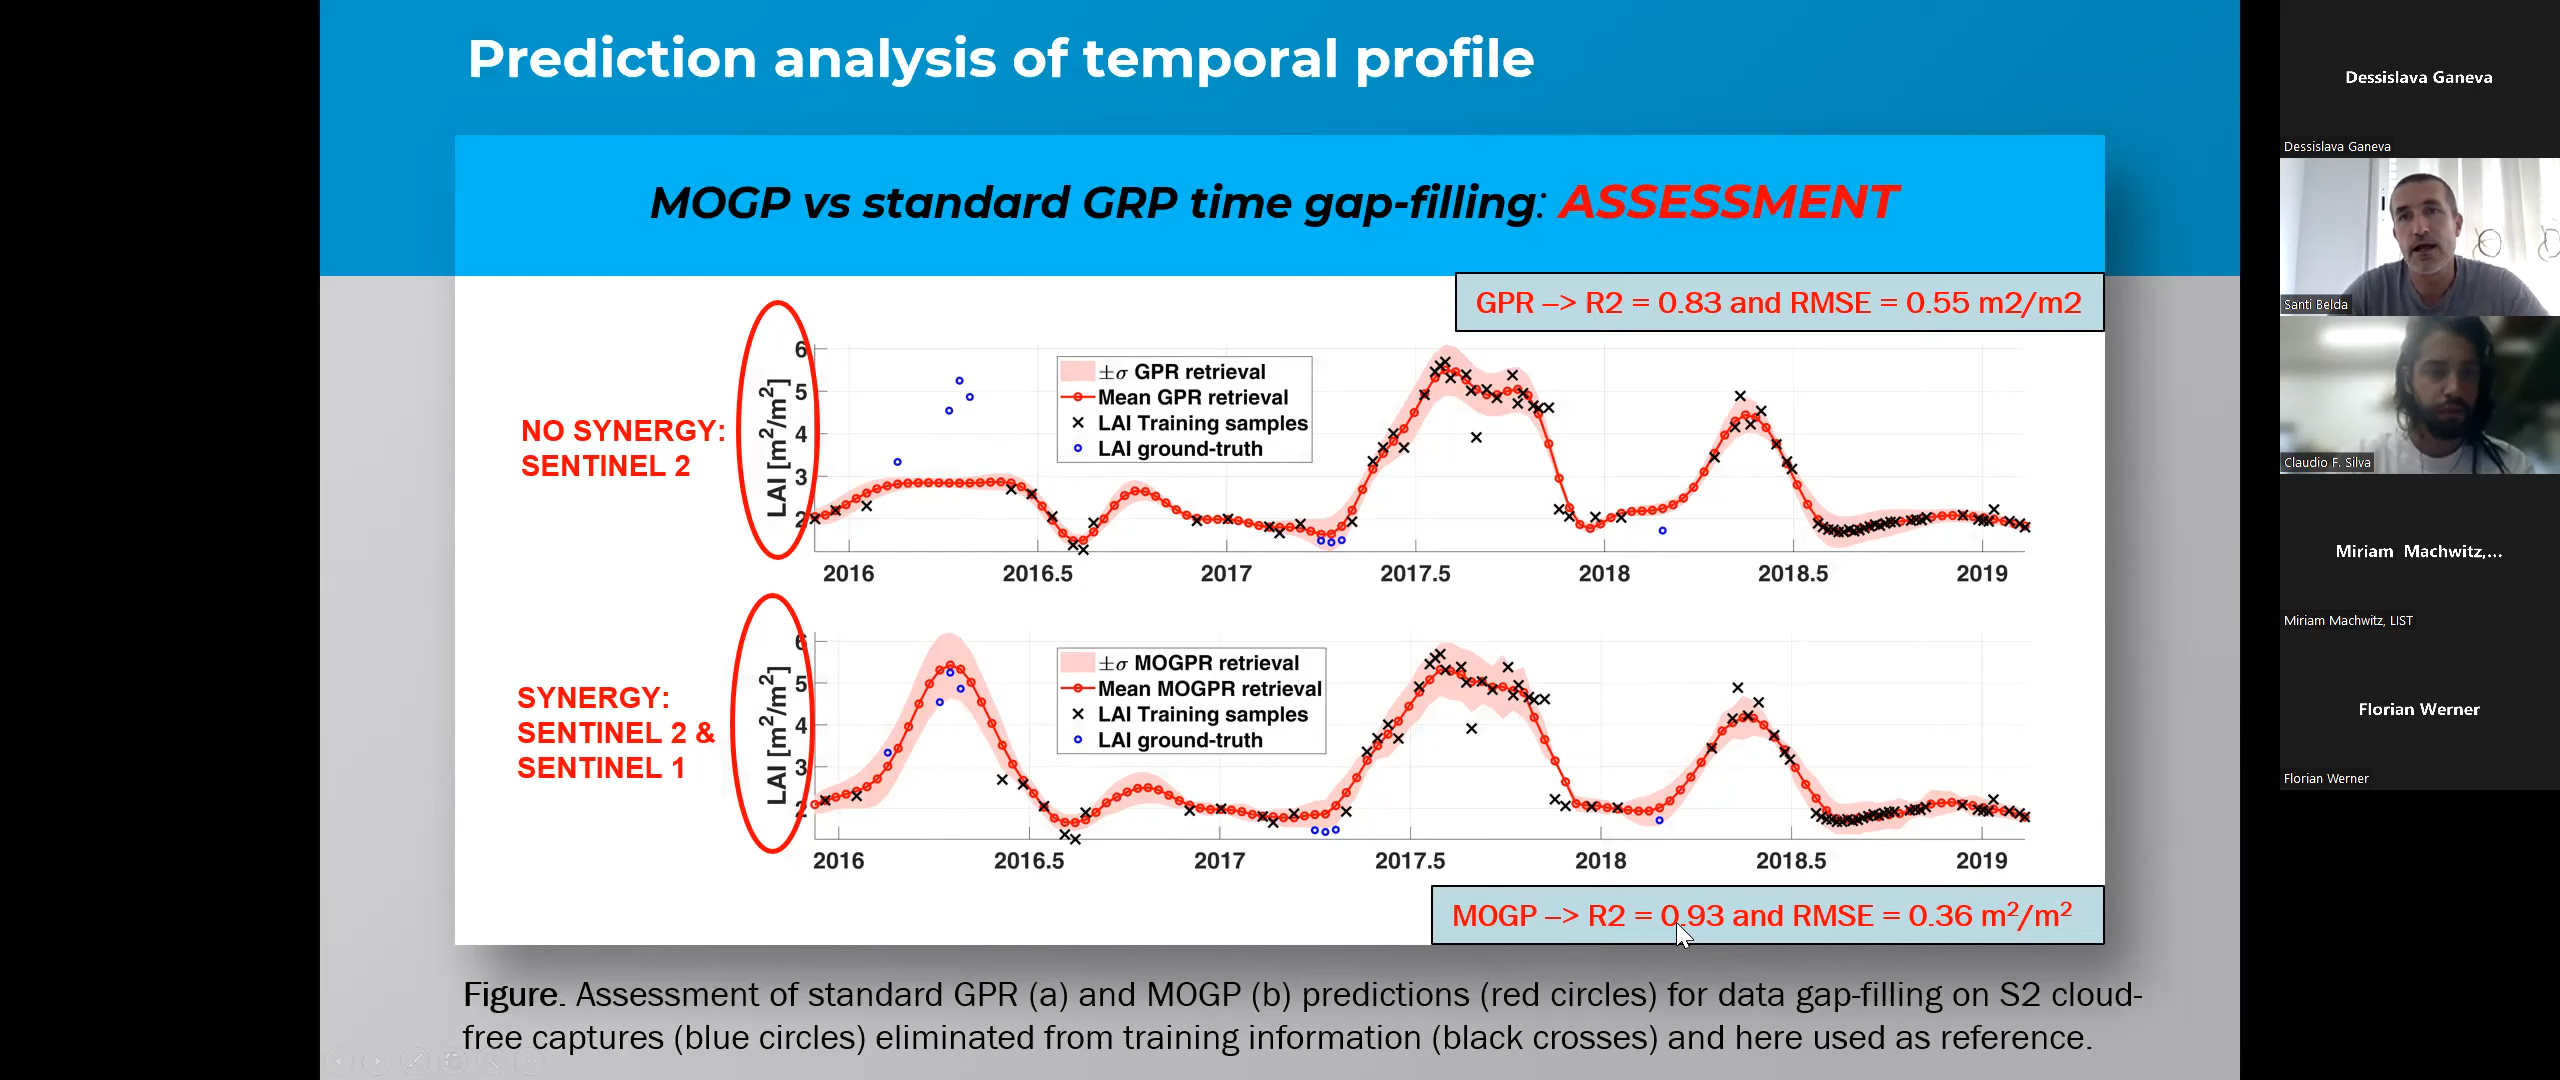 Prediction analysis of temporal profile
MOGP vs standard GRP time gap-filling: ASSESSMENT
GPR –> R2 = 0.83 and RMSE = 0.55 m2/m2
NO SYNERGY:
SENTINEL 2
LAI [m²/m²]
6
5
4
3
2
±σ GPR retrieval
Mean GPR retrieval
LAI Training samples
LAI ground-truth
2016 2016.5 2017 2017.5 2018 2018.5 2019
SYNERGY:
SENTINEL 2 &
SENTINEL 1
LAI [m²/m²]
6
5
4
3
2
±σ MOGPR retrieval
Mean MOGPR retrieval
LAI Training samples
LAI ground-truth
2016 2016.5 2017 2017.5 2018 2018.5 2019
MOGP –> R2 = 0.93 and RMSE = 0.36 m²/m²
Figure. Assessment of standard GPR (a) and MOGP (b) predictions (red circles) for data gap-filling on S2 cloud-
free captures (blue circles) eliminated from training information (black crosses) and here used as reference.
Dessislava Ganeva
Dessislava Ganeva
Santi Belda
Claudio F. Silva
Miriam Machwitz,...
Miriam Machwitz, LIST
Florian Werner
Florian Werner